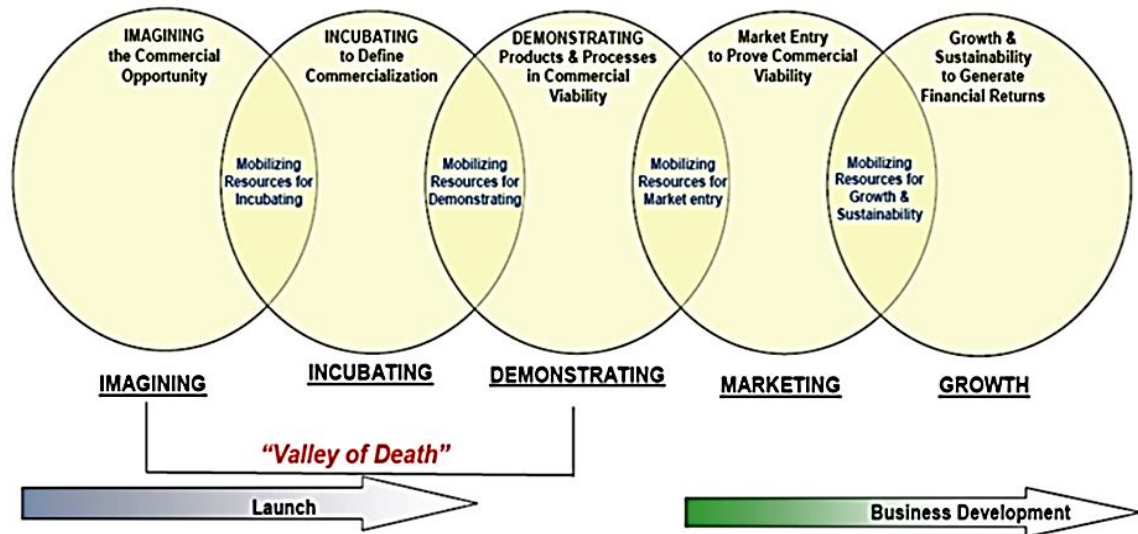 IMAGINING
the Commercial
Opportunity
INCUBATING
to Define
Commercialization
DEMONSTRATING
Products & Processes
in Commercial
Viability
Market Entry
to Prove Commercial
Viability
Growth &
Sustainability
to Generate
Financial Returns
Mobilizing
Resources for
Incubating
Mobilizing
Resources for
Demonstrating
Mobilizing
Resources for
Market entry
Mobilizing
Resources for
Growth &
Sustainability
IMAGINING
INCUBATING
DEMONSTRATING
MARKETING
GROWTH
“Valley of Death”
Launch
Business Development